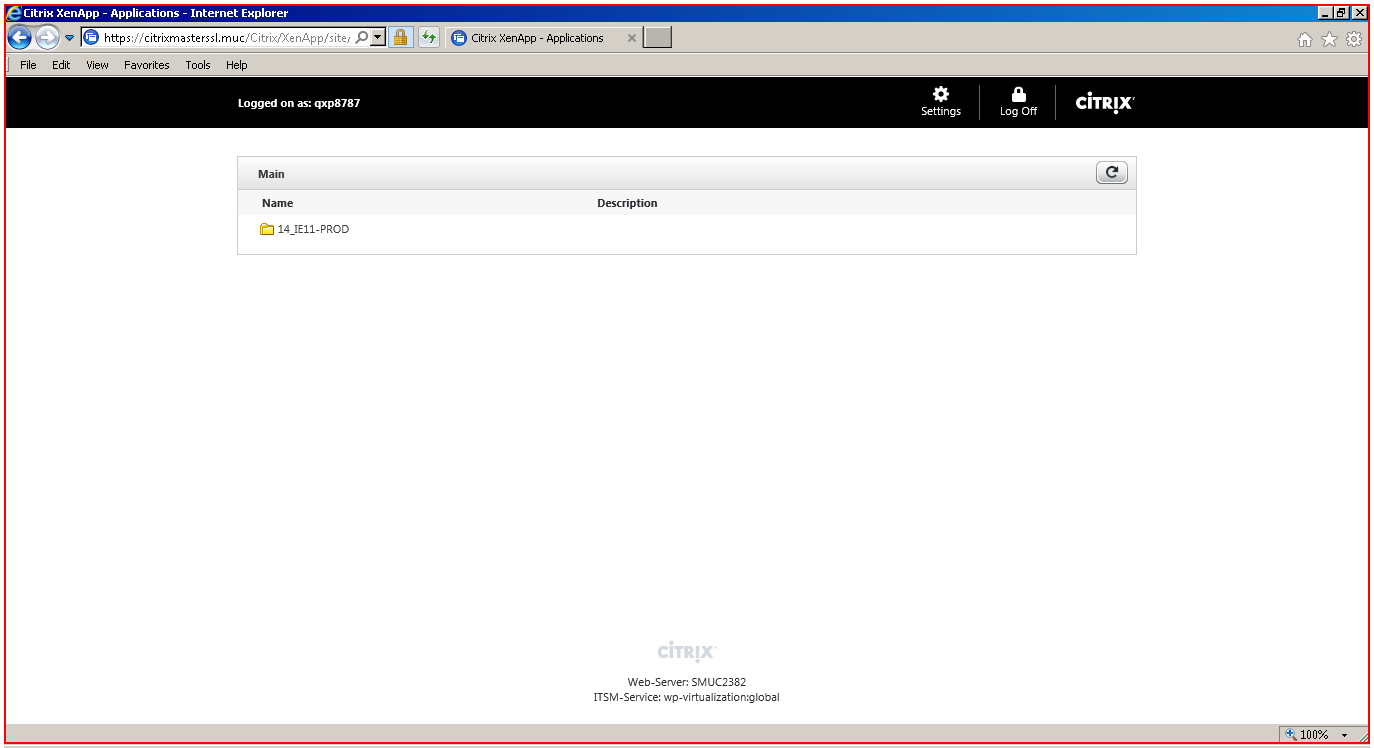 Citrix XenApp - Applications - Internet Explorer
https://citrixmasterssl.muc/Citrix/XenApp/site/
Citrix XenApp - Applications
File Edit View Favorites Tools Help
Logged on as: qxp8787
Settings
Log Off
CITRIX
Main
Name Description
14_IE11-PROD
CITRIX
Web-Server: SMUC2382
ITSM-Service: wp-virtualization:global
100%